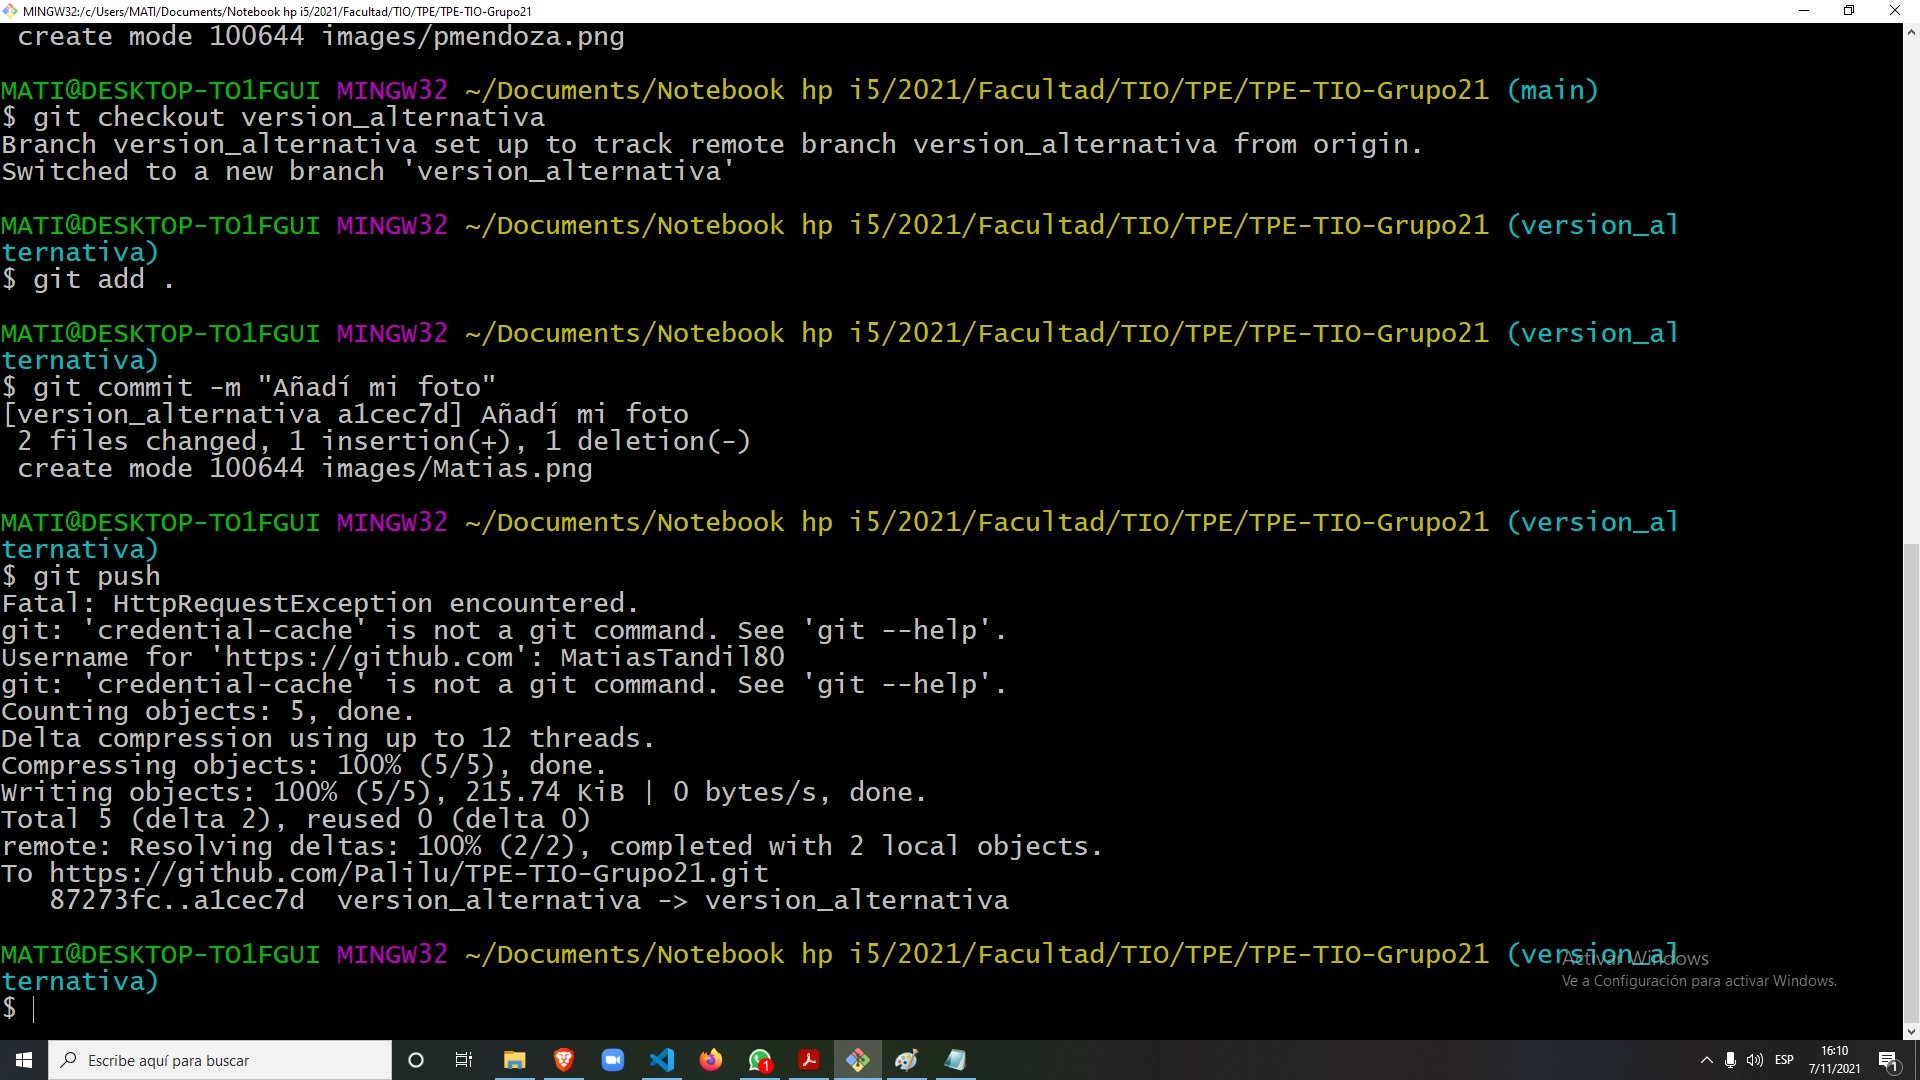 MINGW32:/c/Users/MATI/Documents/Notebook hp i5/2021/Facultad/TIO/TPE/TPE-TIO-Grupo21
 create mode 100644 images/pmendoza.png
MATI@DESKTOP-TO1FGUI MINGW32 ~/Documents/Notebook hp i5/2021/Facultad/TIO/TPE/TPE-TIO-Grupo21 (main)
$ git checkout version_alternativa
Branch version_alternativa set up to track remote branch version_alternativa from origin.
Switched to a new branch 'version_alternativa'
MATI@DESKTOP-TO1FGUI MINGW32 ~/Documents/Notebook hp i5/2021/Facultad/TIO/TPE/TPE-TIO-Grupo21 (version_al
ternativa)
$ git add .
MATI@DESKTOP-TO1FGUI MINGW32 ~/Documents/Notebook hp i5/2021/Facultad/TIO/TPE/TPE-TIO-Grupo21 (version_al
ternativa)
$ git commit -m "Añadí mi foto"
[version_alternativa a1cec7d] Añadí mi foto
 2 files changed, 1 insertion(+), 1 deletion(-)
 create mode 100644 images/Matias.png
MATI@DESKTOP-TO1FGUI MINGW32 ~/Documents/Notebook hp i5/2021/Facultad/TIO/TPE/TPE-TIO-Grupo21 (version_al
ternativa)
$ git push
Fatal: HttpRequestException encountered.
git: 'credential-cache' is not a git command. See 'git --help'.
Username for 'https://github.com': MatiasTandil80
git: 'credential-cache' is not a git command. See 'git --help'.
Counting objects: 5, done.
Delta compression using up to 12 threads.
Compressing objects: 100% (5/5), done.
Writing objects: 100% (5/5), 215.74 KiB | 0 bytes/s, done.
Total 5 (delta 2), reused 0 (delta 0)
remote: Resolving deltas: 100% (2/2), completed with 2 local objects.
To https://github.com/Palilu/TPE-TIO-Grupo21.git
   87273fc..a1cec7d  version_alternativa -> version_alternativa
MATI@DESKTOP-TO1FGUI MINGW32 ~/Documents/Notebook hp i5/2021/Facultad/TIO/TPE/TPE-TIO-Grupo21 (version_al
ternativa)
$
Activar Windows
Ve a Configuración para activar Windows.
Escribe aquí para buscar
1
ESP
16:10
7/11/2021
1